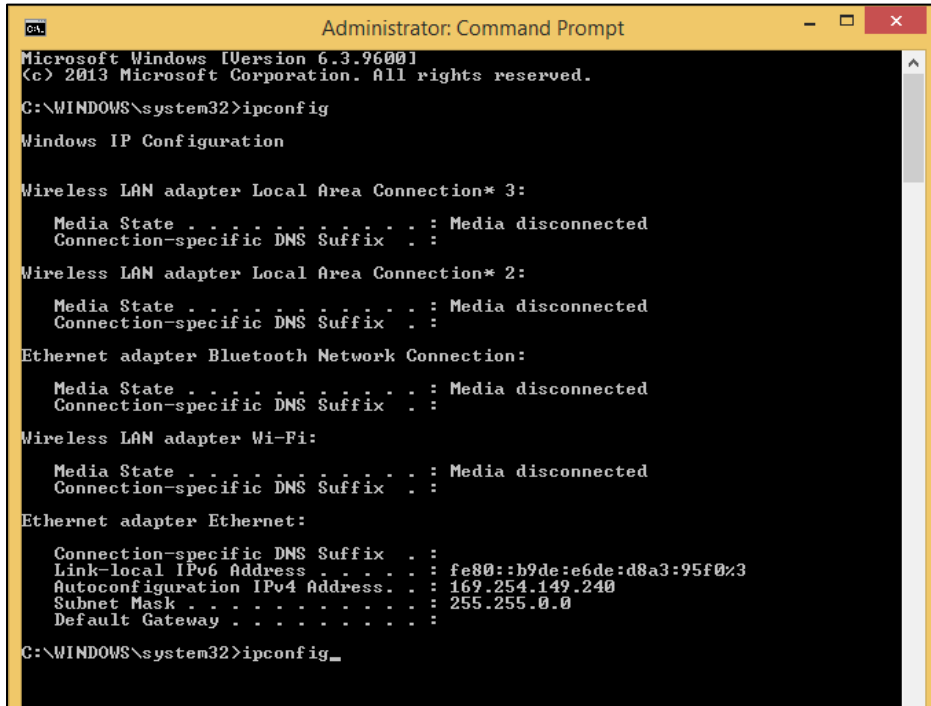 C:\.
Administrator: Command Prompt
Microsoft Windows [Version 6.3.9600]
(c) 2013 Microsoft Corporation. All rights reserved.
C:\WINDOWS\system32>ipconfig
Windows IP Configuration
Wireless LAN adapter Local Area Connection* 3:
Media State . . . . . . . . . . . : Media disconnected
Connection-specific DNS Suffix  . :
Wireless LAN adapter Local Area Connection* 2:
Media State . . . . . . . . . . . : Media disconnected
Connection-specific DNS Suffix  . :
Ethernet adapter Bluetooth Network Connection:
Media State . . . . . . . . . . . : Media disconnected
Connection-specific DNS Suffix  . :
Wireless LAN adapter Wi-Fi:
Media State . . . . . . . . . . . : Media disconnected
Connection-specific DNS Suffix  . :
Ethernet adapter Ethernet:
Connection-specific DNS Suffix  . :
Link-local IPv6 Address . . . . . : fe80::b9de:e6de:d8a3:95f0%3
Autoconfiguration IPv4 Address. . : 169.254.149.240
Subnet Mask . . . . . . . . . . . : 255.255.0.0
Default Gateway . . . . . . . . . :
C:\WINDOWS\system32>ipconfig_